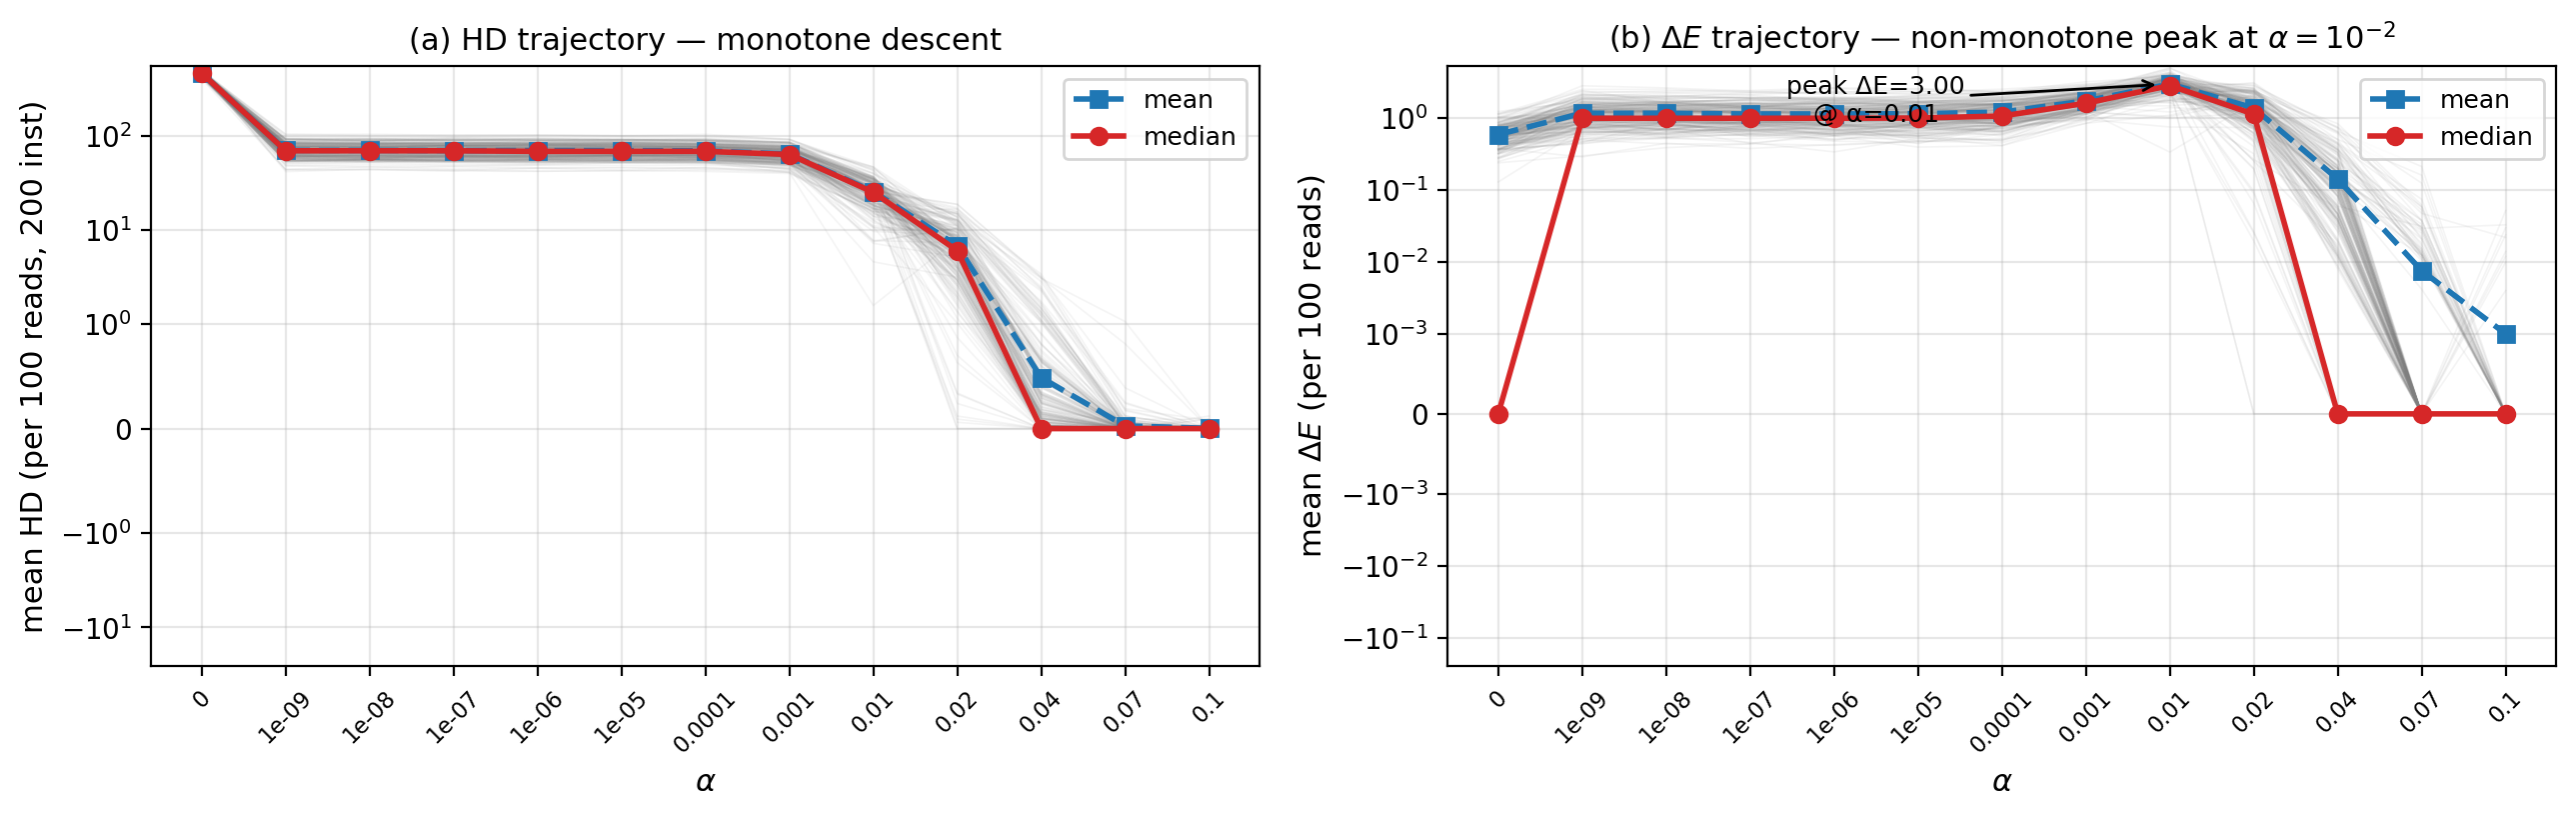 (a) HD trajectory — monotone descent
mean HD (per 100 reads, 200 inst)
10²
10¹
10⁰
0
−10⁰
−10¹
mean
median
0
1e-09
1e-08
1e-07
1e-06
1e-05
0.0001
0.001
0.01
0.02
0.04
0.07
0.1
α
(b) ΔE trajectory — non-monotone peak at α = 10⁻²
mean ΔE (per 100 reads)
10⁰
10⁻¹
10⁻²
10⁻³
0
−10⁻³
−10⁻²
−10⁻¹
peak ΔE=3.00
@ α=0.01
mean
median
0
1e-09
1e-08
1e-07
1e-06
1e-05
0.0001
0.001
0.01
0.02
0.04
0.07
0.1
α